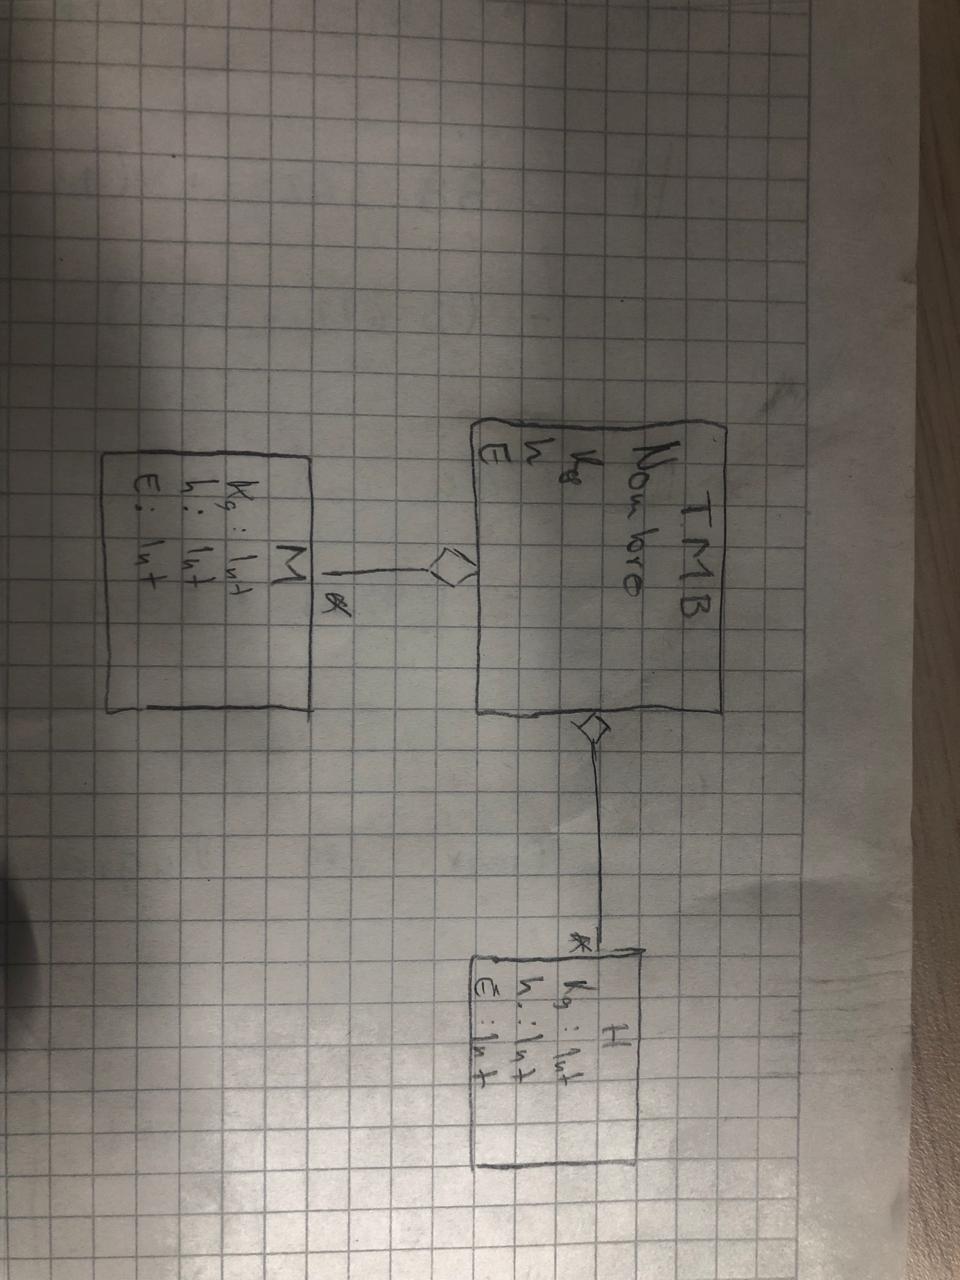 TMB
Nombre
Kg
h
E
*
H
Kg : Int
h : Int
E : Int
*
M
Kg : Int
h : Int
E : Int